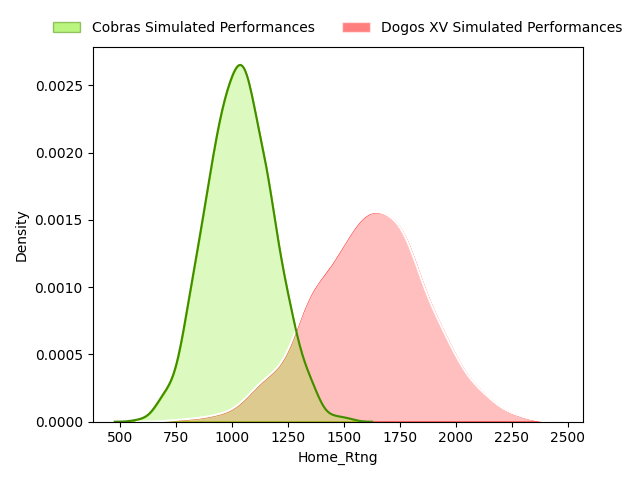 Cobras Simulated Performances Dogos XV Simulated Performances
0.0025
0.0020
0.0015
0.0010
0.0005
0.0000
Density
500 750 1000 1250 1500 1750 2000 2250 2500
Home_Rtng